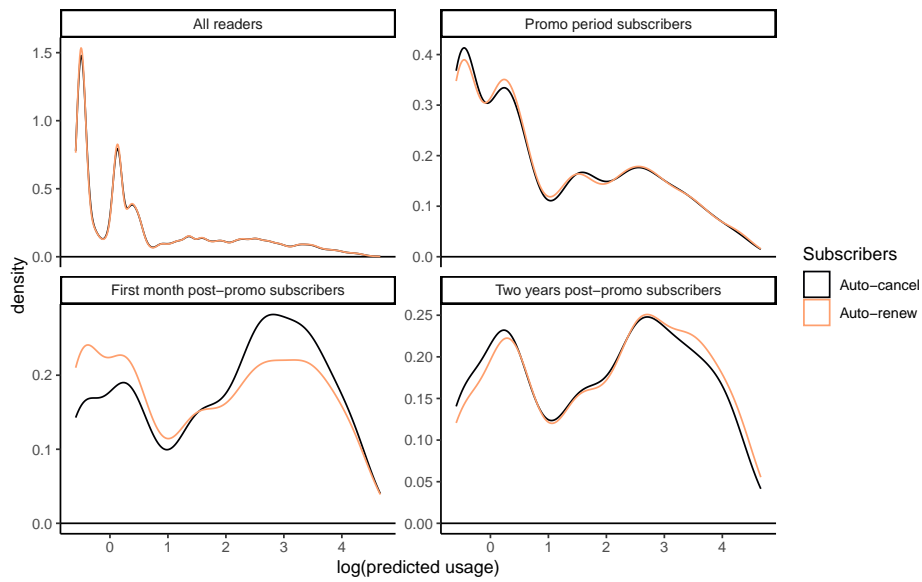 All readers
Promo period subscribers
1.5
1.0
0.5
0.0
0.4
0.3
0.2
0.1
0.0
density
First month post−promo subscribers
Two years post−promo subscribers
0.2
0.1
0.0
0.25
0.20
0.15
0.10
0.05
0.00
0 1 2 3 4
0 1 2 3 4
log(predicted usage)
Subscribers
Auto−cancel
Auto−renew